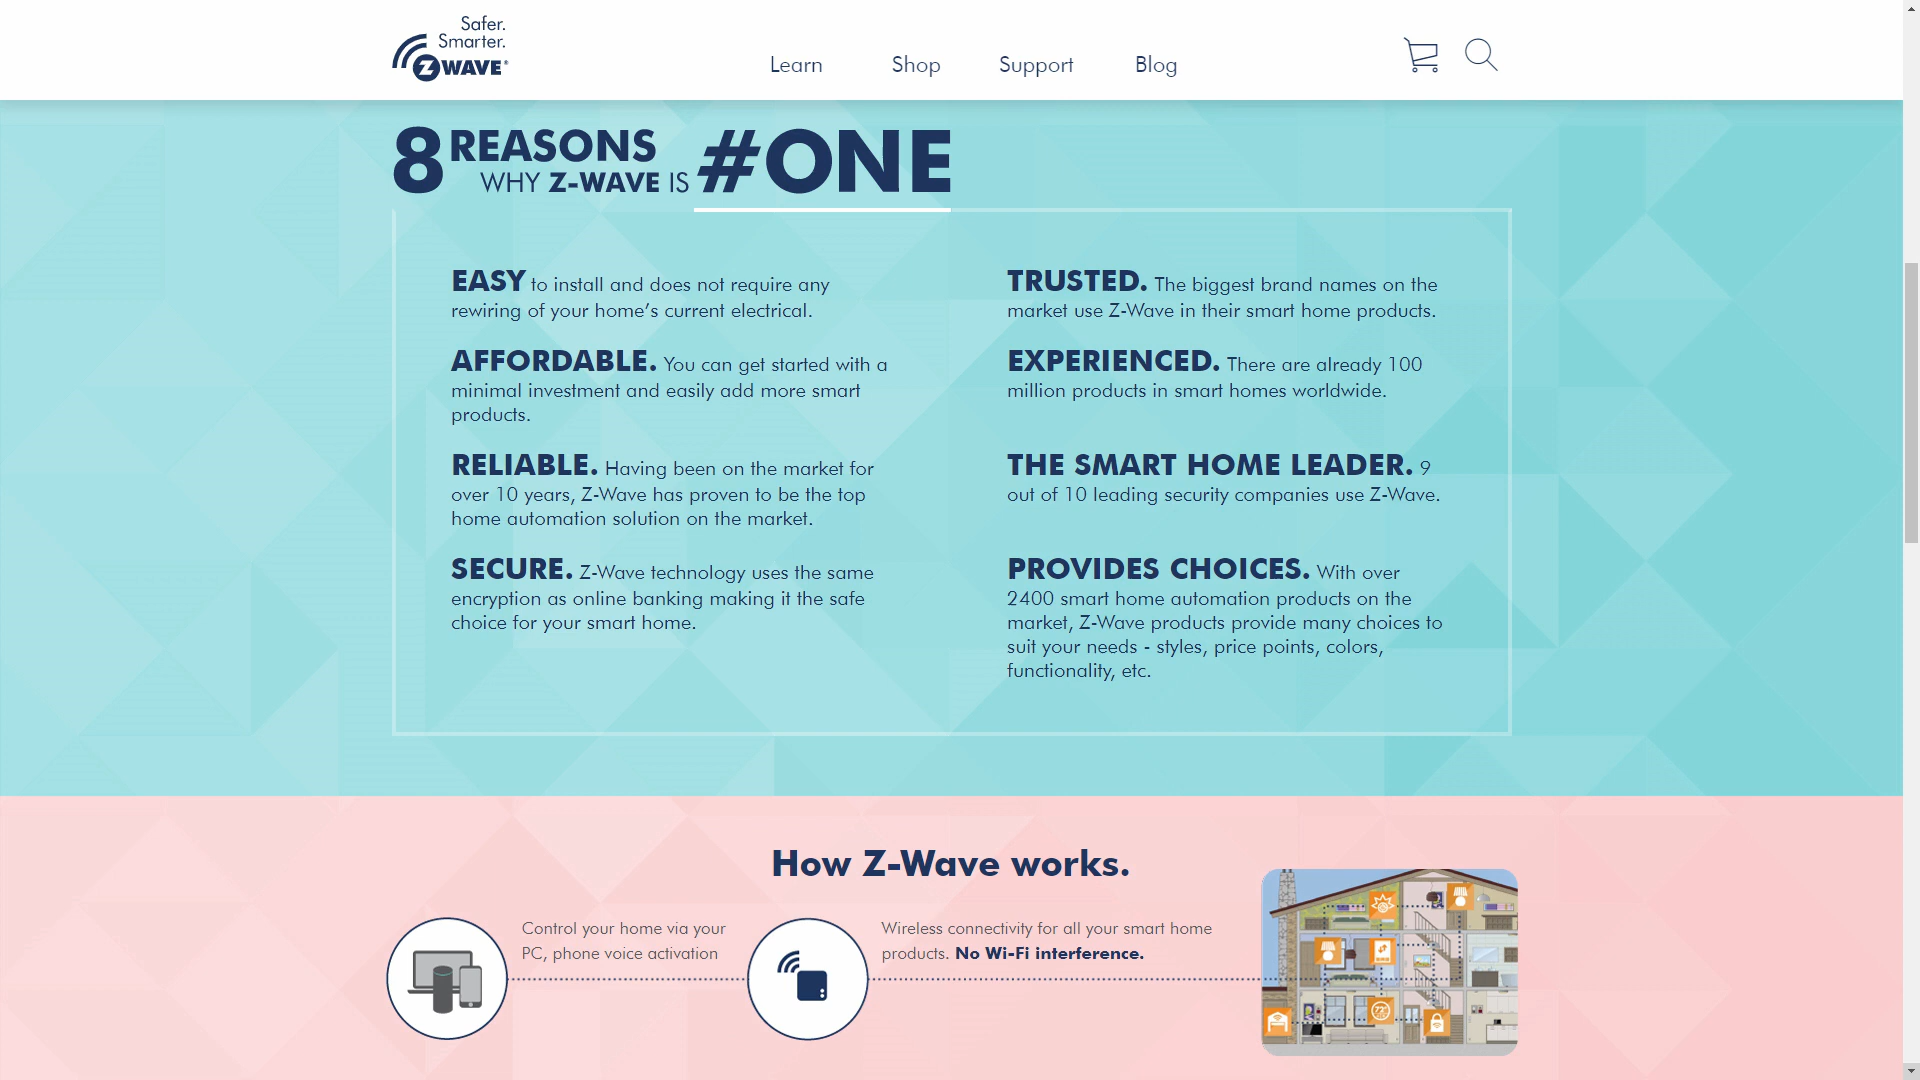 Safer.
Smarter.
Z WAVE®
Learn
Shop
Support
Blog
8 REASONS
WHY Z-WAVE IS #ONE
EASY to install and does not require any
rewiring of your home’s current electrical.
AFFORDABLE. You can get started with a
minimal investment and easily add more smart
products.
RELIABLE. Having been on the market for
over 10 years, Z-Wave has proven to be the top
home automation solution on the market.
SECURE. Z-Wave technology uses the same
encryption as online banking making it the safe
choice for your smart home.
TRUSTED. The biggest brand names on the
market use Z-Wave in their smart home products.
EXPERIENCED. There are already 100
million products in smart homes worldwide.
THE SMART HOME LEADER. 9
out of 10 leading security companies use Z-Wave.
PROVIDES CHOICES. With over
2400 smart home automation products on the
market, Z-Wave products provide many choices to
suit your needs - styles, price points, colors,
functionality, etc.
How Z-Wave works.
Control your home via your
PC, phone voice activation
Wireless connectivity for all your smart home
products. No Wi-Fi interference.
72°